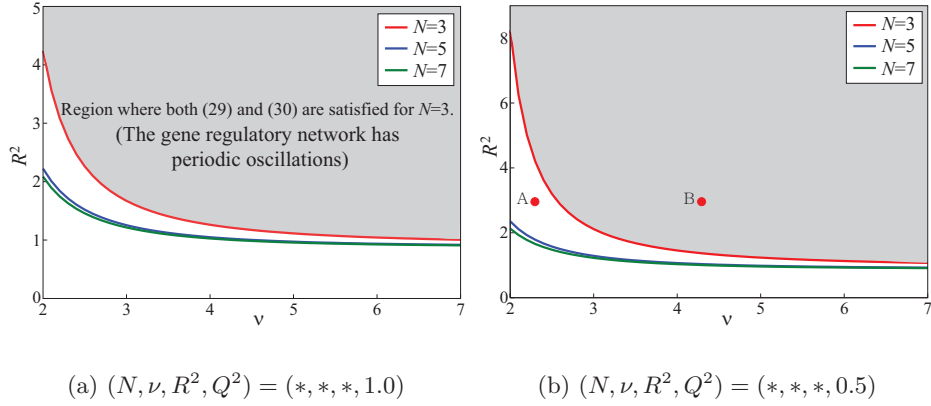 5
4
3
2
1
0
R²
2
3
4
5
6
7
ν
N=3
N=5
N=7
Region where both (29) and (30) are satisfied for N=3.
(The gene regulatory network has
periodic oscillations)
(a) (N, ν, R², Q²) = (∗, ∗, ∗, 1.0)
8
6
4
2
0
R²
2
3
4
5
6
7
ν
N=3
N=5
N=7
A
B
(b) (N, ν, R², Q²) = (∗, ∗, ∗, 0.5)